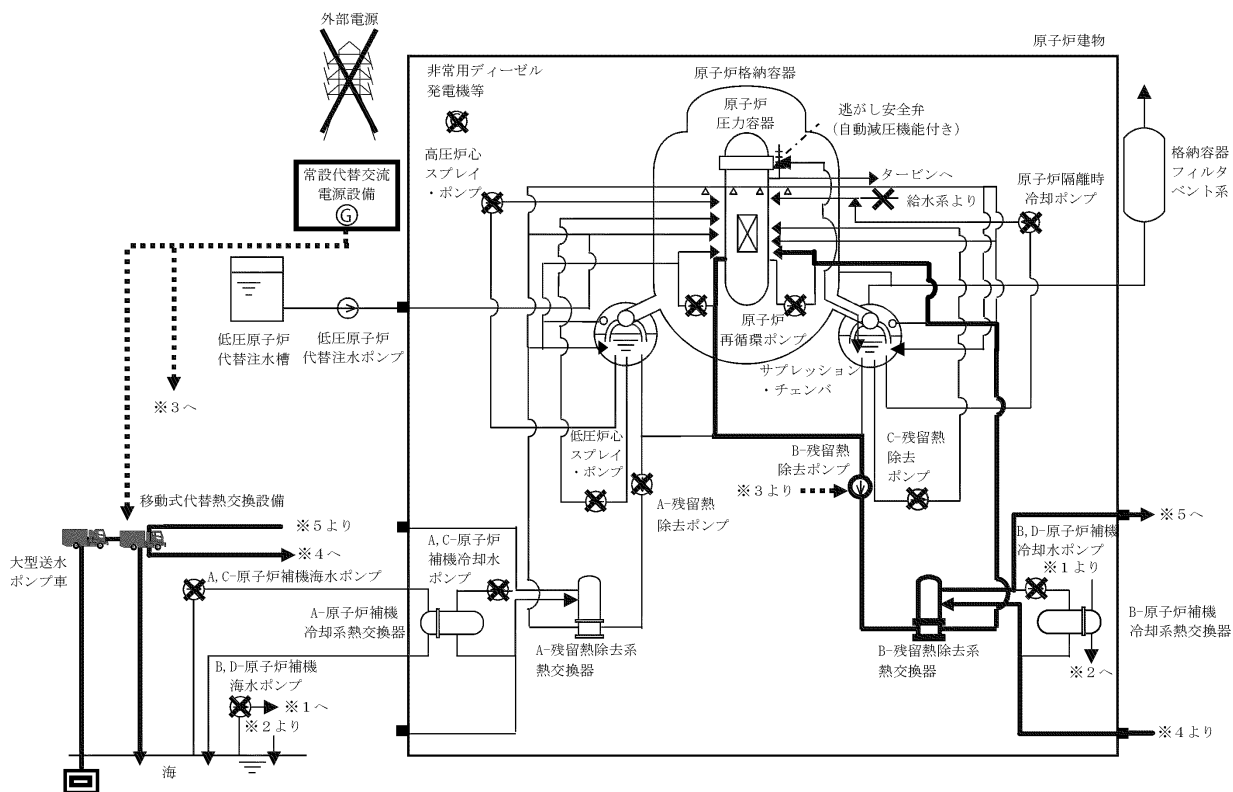 外部電源
原子炉建物
非常用ディーゼル
発電機等
原子炉格納容器
原子炉
圧力容器
逃がし安全弁
(自動減圧機能付き)
高圧炉心
スプレイ
・ポンプ
常設代替交流
電源設備
G
タービンへ
給水系より
原子炉隔離時
冷却ポンプ
格納容器
フィルタ
ベント系
低圧原子炉
代替注水槽
低圧原子炉
代替注水ポンプ
原子炉
再循環ポンプ
サプレッション
・チェンバ
※3へ
低圧炉心
スプレイ
・ポンプ
B-残留熱
除去ポンプ
※3より
C-残留熱
除去
ポンプ
A-残留熱
除去ポンプ
移動式代替熱交換設備
※5より
※4へ
大型送水
ポンプ車
A,C-原子炉補機海水ポンプ
A,C-原子炉
補機冷却水
ポンプ
A-原子炉補機
冷却系熱交換器
A-残留熱除去系
熱交換器
※5へ
B,D-原子炉補機
冷却水ポンプ
※1より
B-原子炉補機
冷却系熱交換器
B-残留熱除去系
熱交換器
※2へ
B,D-原子炉補機
海水ポンプ
※1へ
※2より
※4より
海